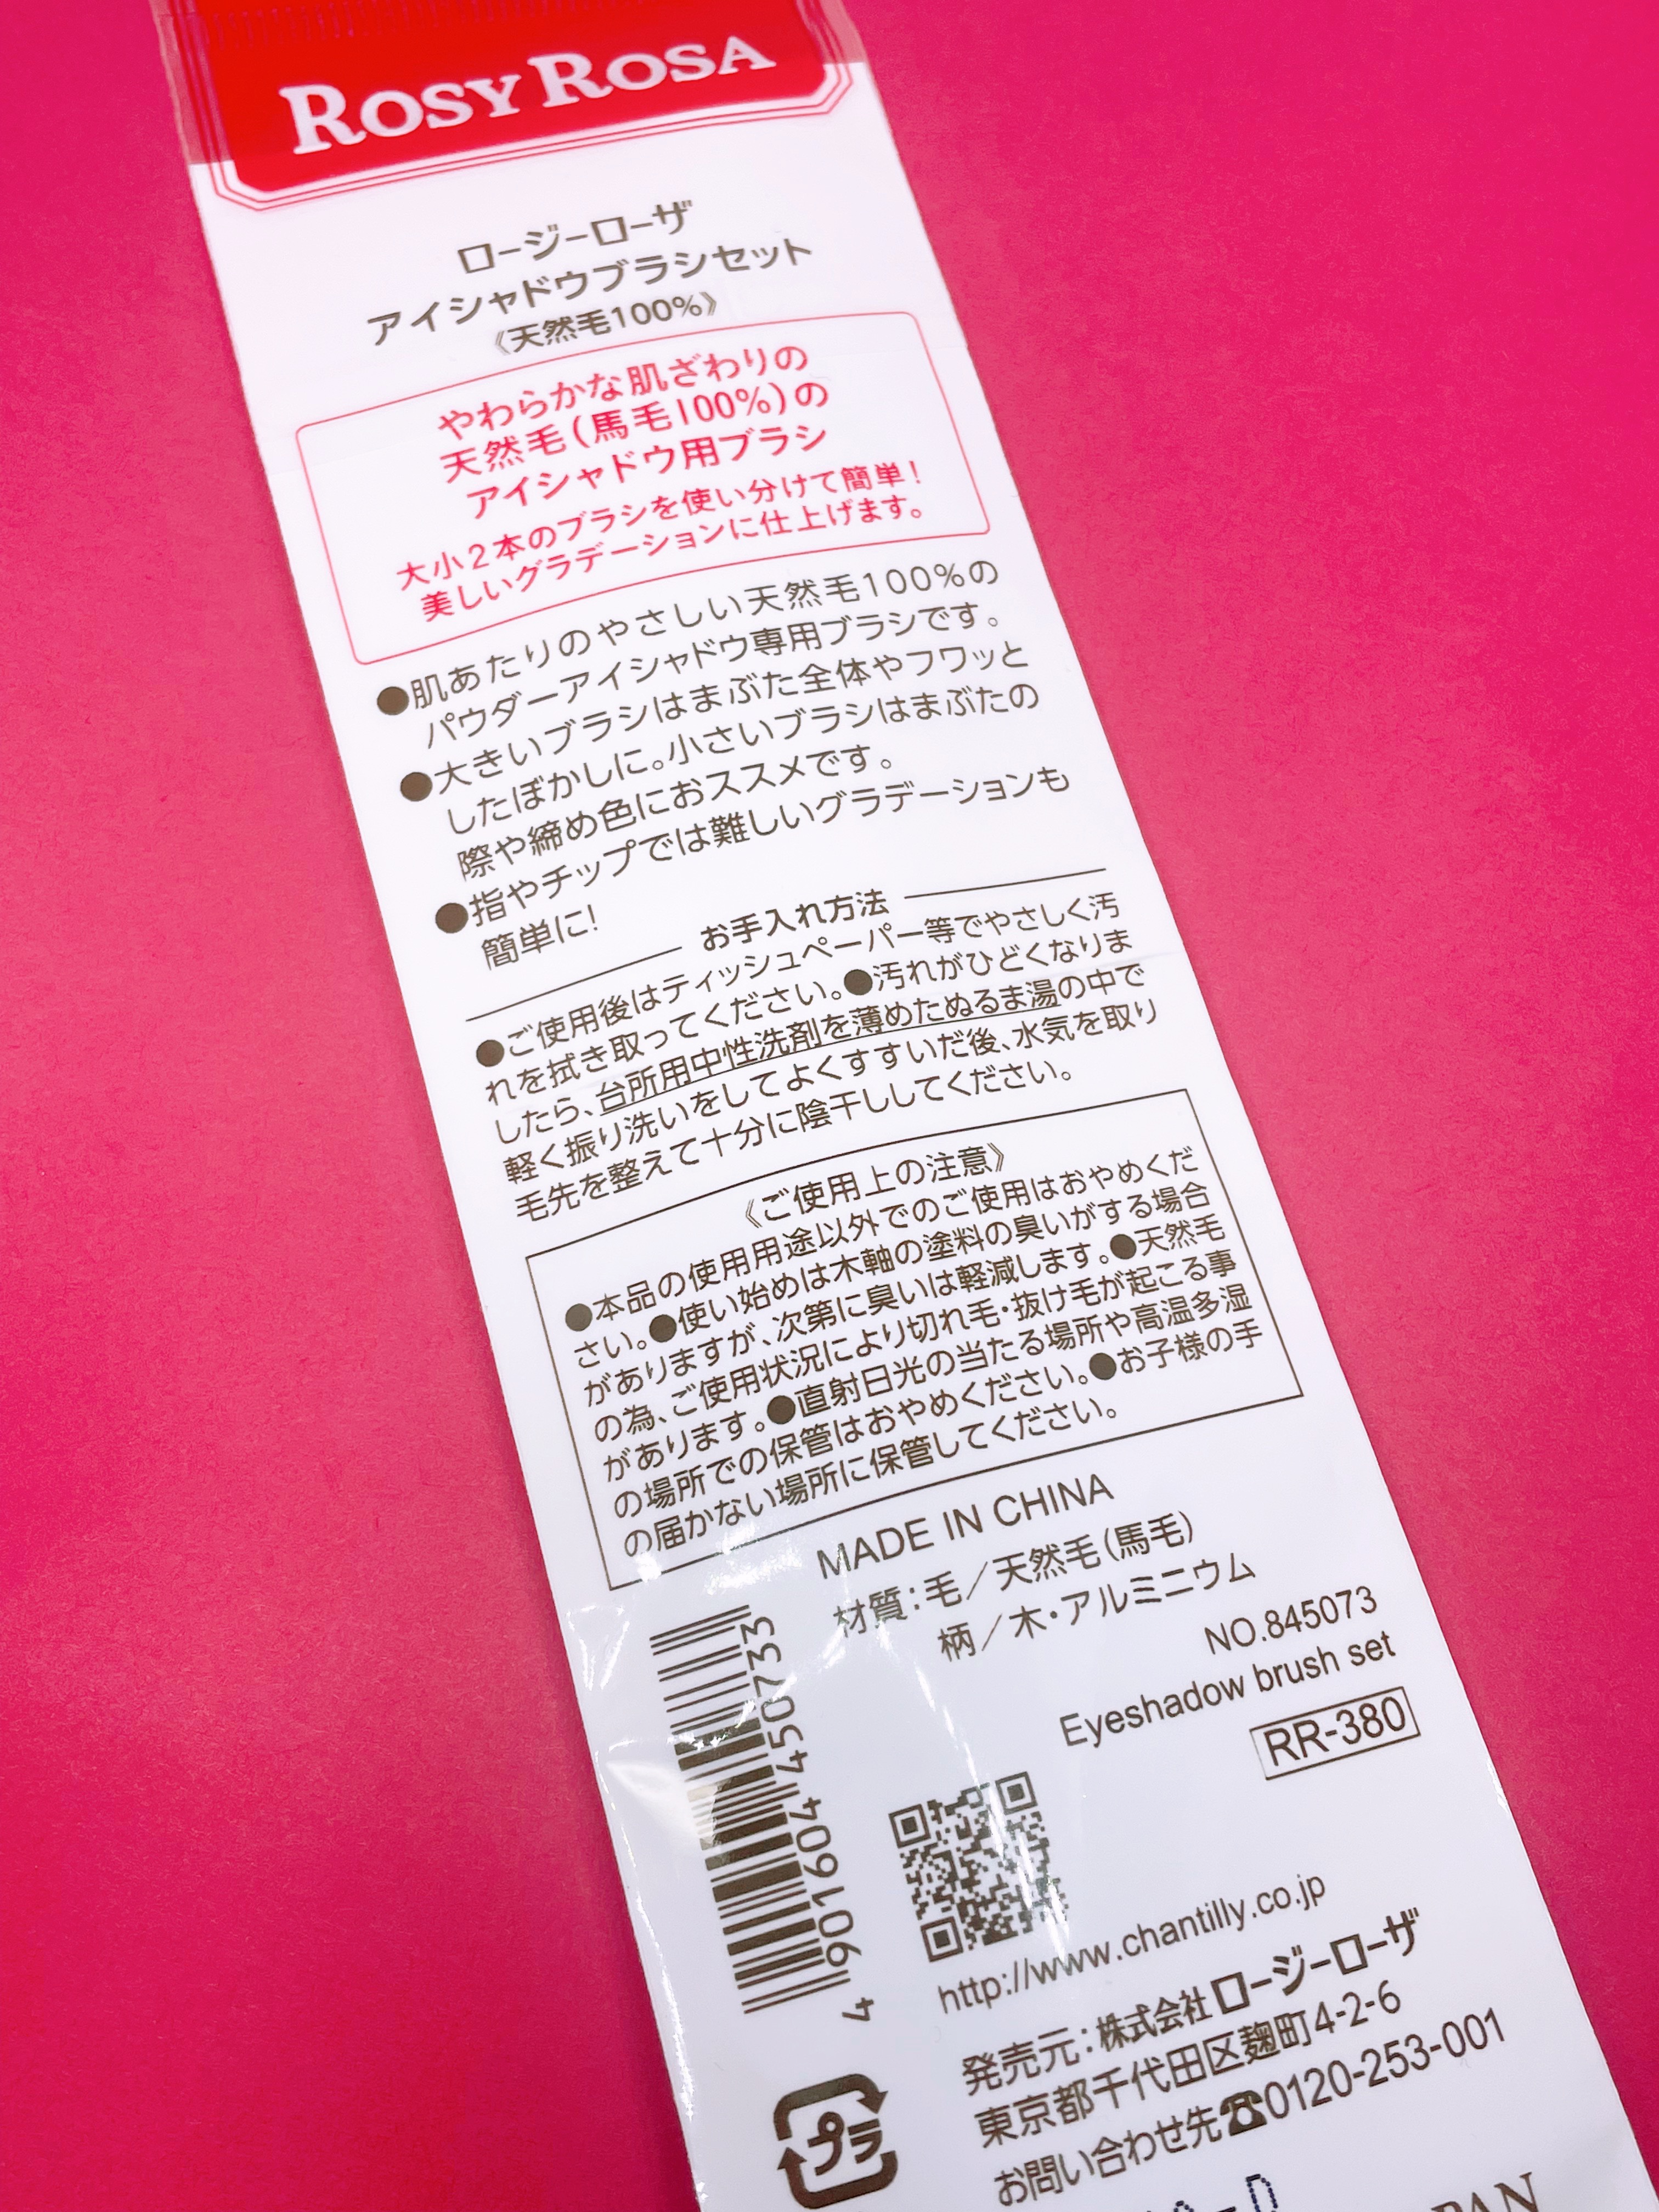 ROSY ROSA
ロージーローザ
アイシャドウブラシセット
《天然毛100%》
やわらかな肌ざわりの
天然毛(馬毛100%)の
アイシャドウ用ブラシ
大小2本のブラシを使い分けて簡単!
美しいグラデーションに仕上げます。
●肌あたりのやさしい天然毛100%の
パウダーアイシャドウ専用ブラシです。
●大きいブラシはまぶた全体やフワッと
したぼかしに。小さいブラシはまぶたの
際や締め色におススメです。
●指やチップでは難しいグラデーションも
簡単に!
お手入れ方法
●ご使用後はティッシュペーパー等でやさしく汚
れを拭き取ってください。●汚れがひどくなりま
したら、台所用中性洗剤を薄めたぬるま湯の中で
軽く振り洗いをしてよくすすいだ後、水気を取り
毛先を整えて十分に陰干ししてください。
《ご使用上の注意》
●本品の使用用途以外でのご使用はおやめくだ
さい。●使い始めは木軸の塗料の臭いがする場合
がありますが、次第に臭いは軽減します。●天然毛
の為、ご使用状況により切れ毛・抜け毛が起こる事
があります。●直射日光の当たる場所や高温多湿
の場所での保管はおやめください。●お子様の手
の届かない場所に保管してください。
MADE IN CHINA
材質:毛/天然毛(馬毛)
柄/木・アルミニウム
NO.845073
Eyeshadow brush set
RR-380
4 901604 450733
http://www.chantilly.co.jp
発売元:株式会社ロージーローザ
東京都千代田区麹町4-2-6
お問い合わせ先☎0120-253-001
プラ